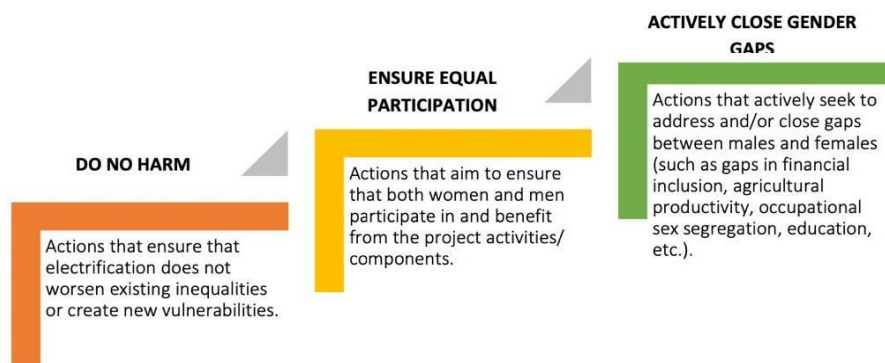 DO NO HARM
Actions that ensure that
electrification does not
worsen existing inequalities
or create new vulnerabilities.
ENSURE EQUAL
PARTICIPATION
Actions that aim to ensure
that both women and men
participate in and benefit
from the project activities/
components.
ACTIVELY CLOSE GENDER
GAPS
Actions that actively seek to
address and/or close gaps
between males and females
(such as gaps in financial
inclusion, agricultural
productivity, occupational
sex segregation, education,
etc.).